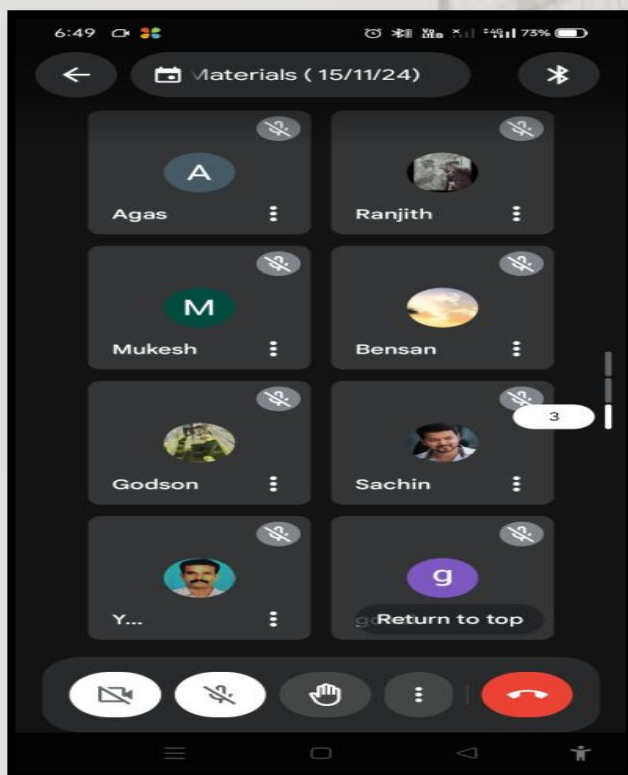 6:49 73%
Materials ( 15/11/24)
A
Agas
Ranjith
M
Mukesh
Bensan
3
Godson
Sachin
Y...
g
Return to top